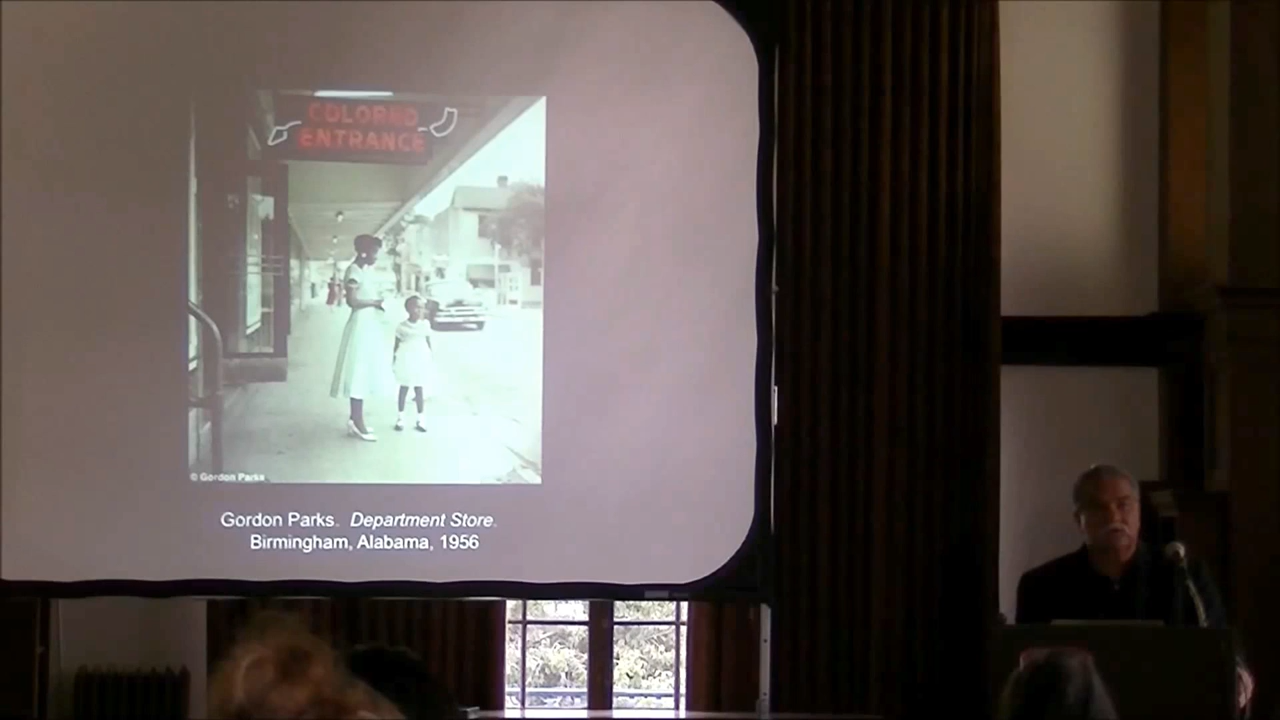 COLORED
ENTRANCE
© Gordon Parks
Gordon Parks. Department Store.
Birmingham, Alabama, 1956